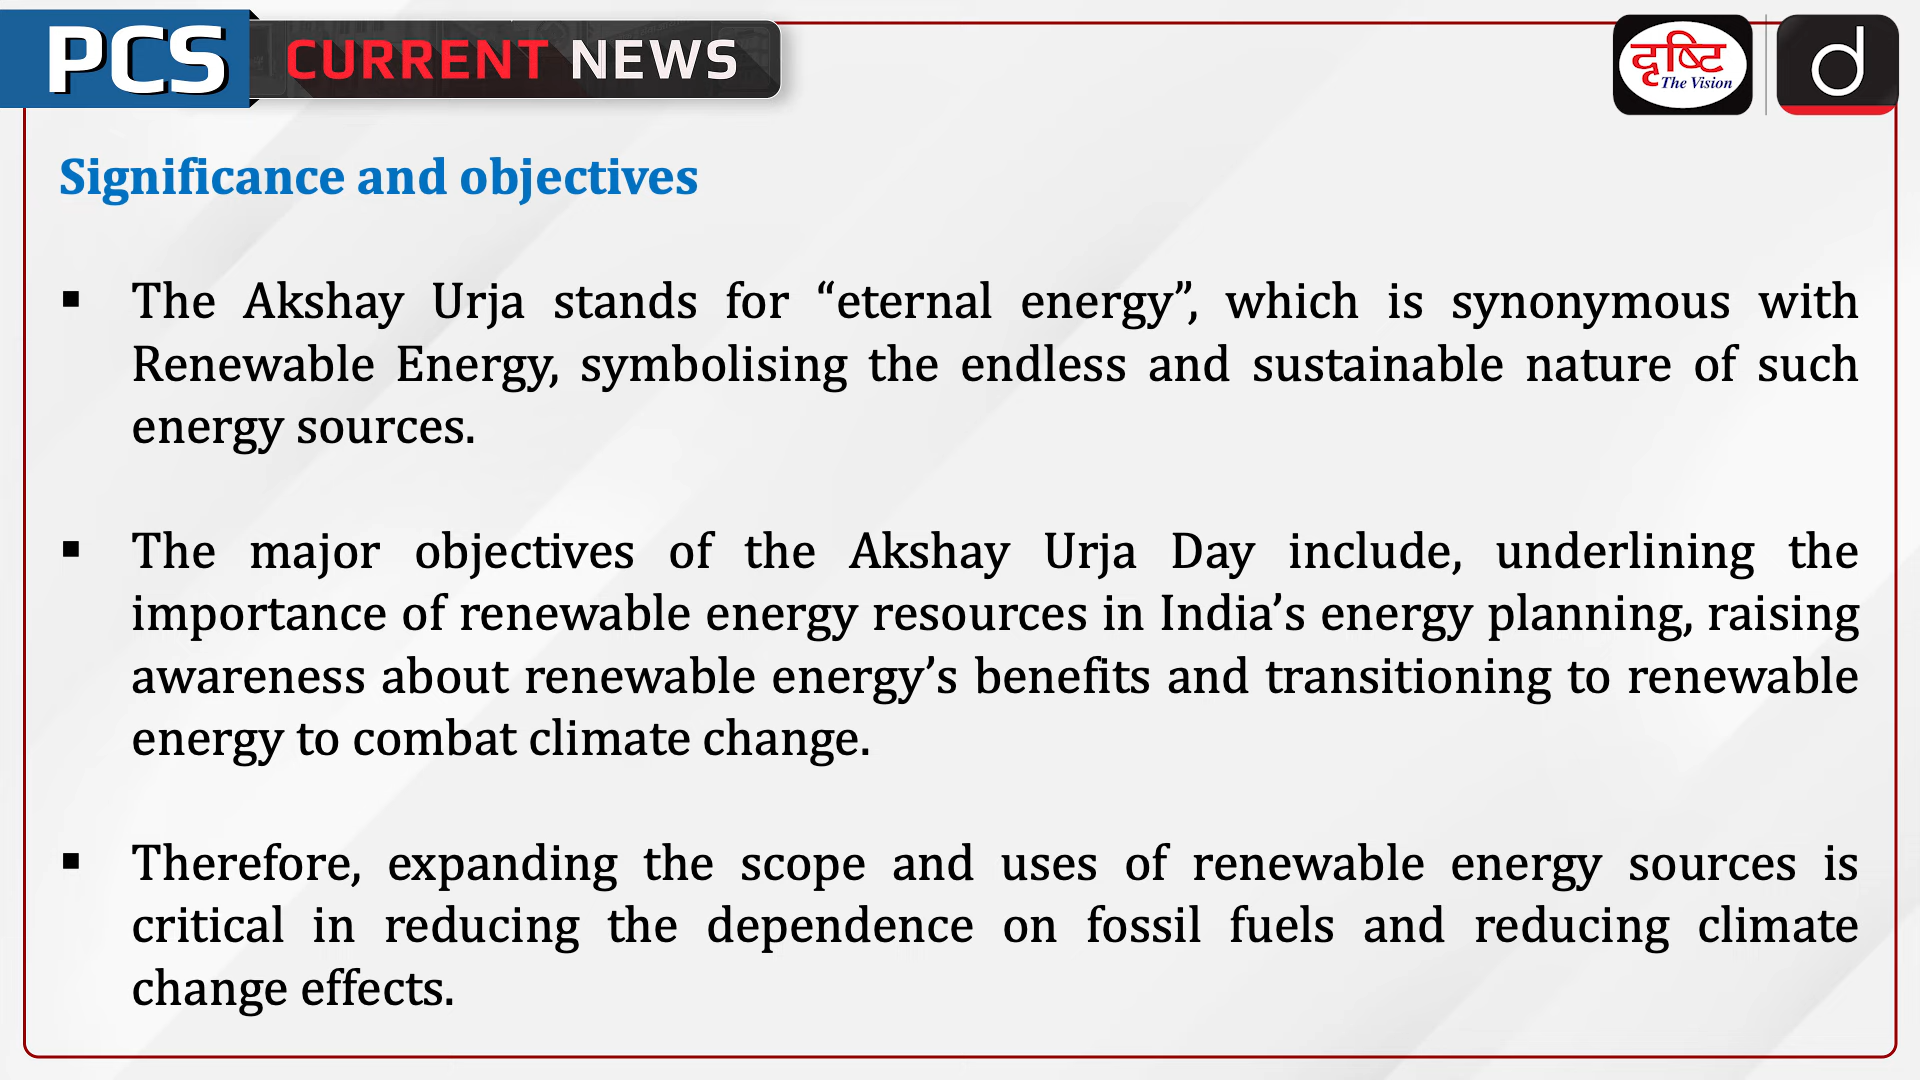 PCS CURRENT NEWS
दृष्टि
The Vision
d
Significance and objectives
▪ The Akshay Urja stands for “eternal energy”, which is synonymous with
Renewable Energy, symbolising the endless and sustainable nature of such
energy sources.
▪ The major objectives of the Akshay Urja Day include, underlining the
importance of renewable energy resources in India’s energy planning, raising
awareness about renewable energy’s benefits and transitioning to renewable
energy to combat climate change.
▪ Therefore, expanding the scope and uses of renewable energy sources is
critical in reducing the dependence on fossil fuels and reducing climate
change effects.